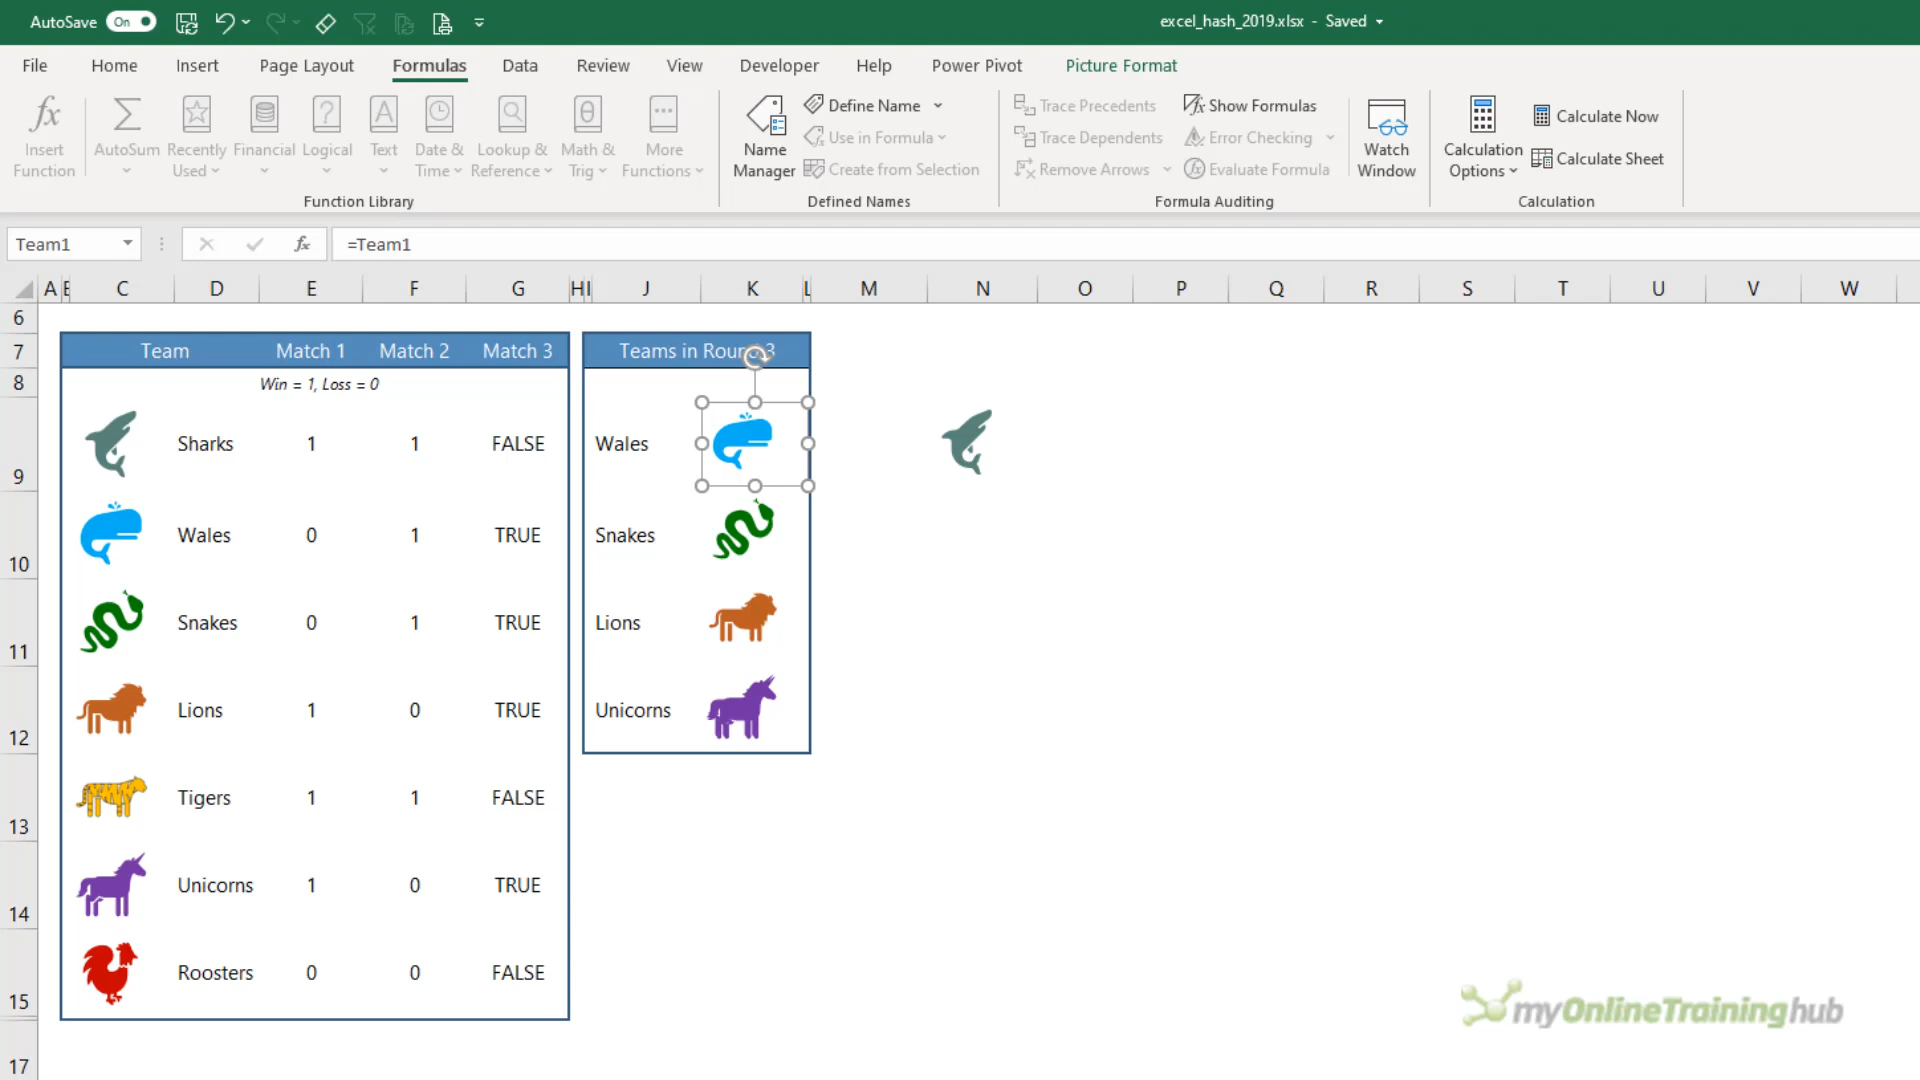 AutoSave On
excel_hash_2019.xlsx - Saved
File Home Insert Page Layout Formulas Data Review View Developer Help Power Pivot Picture Format
Insert Function
AutoSum
Recently Used
Financial
Logical
Text
Date & Time
Lookup & Reference
Math & Trig
More Functions
Function Library
Name Manager
Define Name
Use in Formula
Create from Selection
Defined Names
Trace Precedents
Trace Dependents
Remove Arrows
Show Formulas
Error Checking
Evaluate Formula
Formula Auditing
Watch Window
Calculation Options
Calculate Now
Calculate Sheet
Calculation
Team1 fx =Team1
A E C D E F G H I J K L M N O P Q R S T U V W
6
7 Team Match 1 Match 2 Match 3 Teams in Round 3
8 Win = 1, Loss = 0
9 Sharks 1 1 FALSE Wales
10 Wales 0 1 TRUE Snakes
11 Snakes 0 1 TRUE Lions
12 Lions 1 0 TRUE Unicorns
13 Tigers 1 1 FALSE
14 Unicorns 1 0 TRUE
15 Roosters 0 0 FALSE
17
myOnlineTraininghub